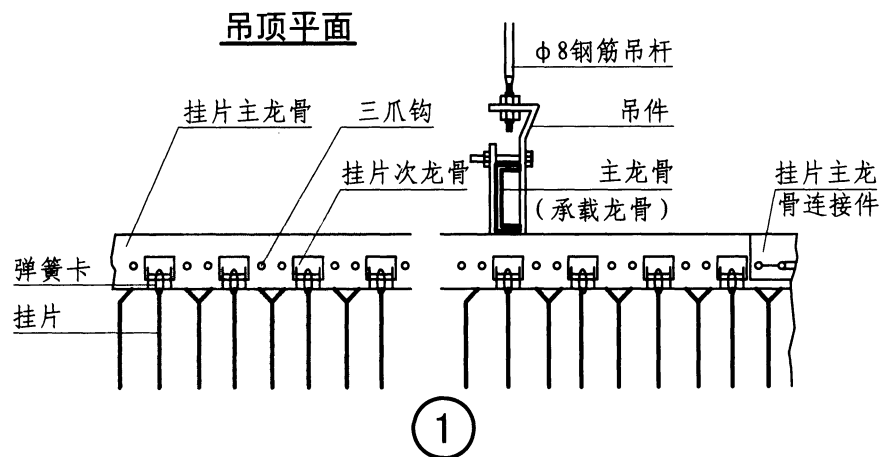 吊顶平面
φ8钢筋吊杆
挂片主龙骨
三爪钩
吊件
挂片次龙骨
主龙骨
(承载龙骨)
挂片主龙
骨连接件
弹簧卡
挂片
1